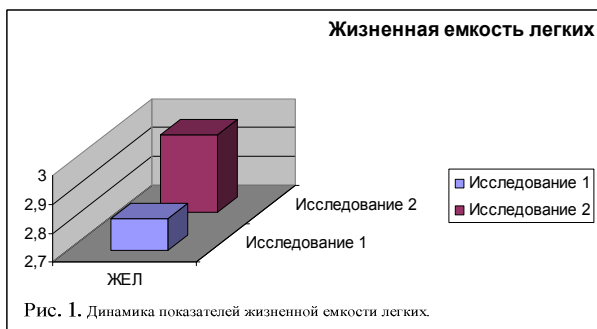 Жизненная емкость легких
3
2,9
2,8
2,7
ЖЕЛ
Исследование 1
Исследование 2
Исследование 1
Исследование 2
Рис. 1. Динамика показателей жизненной емкости легких.